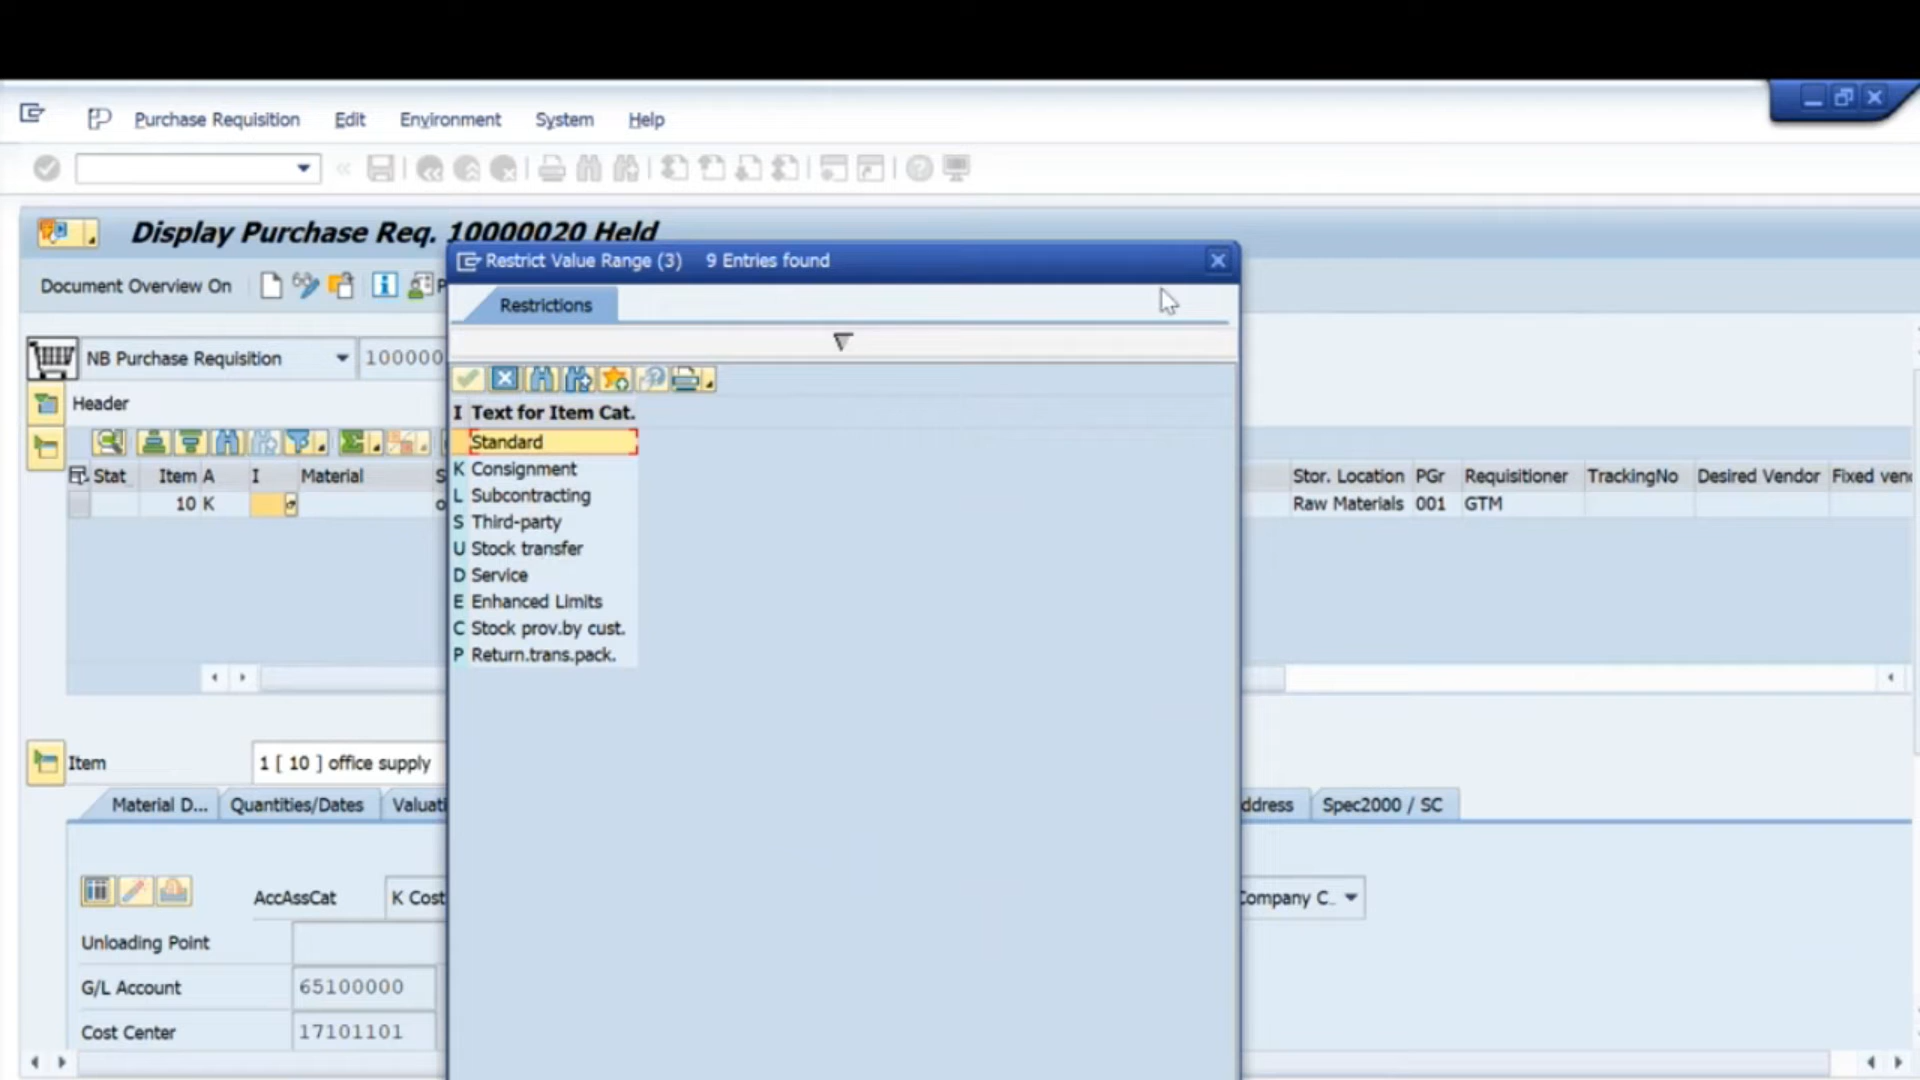 Purchase Requisition Edit Environment System Help
Display Purchase Req. 10000020 Held
Restrict Value Range (3) 9 Entries found
Document Overview On
Restrictions
NB Purchase Requisition 100000
Header
I Text for Item Cat.
Standard
K Consignment
L Subcontracting
S Third-party
U Stock transfer
D Service
E Enhanced Limits
C Stock prov.by cust.
P Return.trans.pack.
Stat Item A I Material S Stor. Location PGr Requisitioner TrackingNo Desired Vendor Fixed ven
10 K o Raw Materials 001 GTM
Item 1 [ 10 ] office supply
Material D... Quantities/Dates Valuati ddress Spec2000 / SC
AccAssCat K Cost Company C..
Unloading Point
G/L Account 65100000
Cost Center 17101101